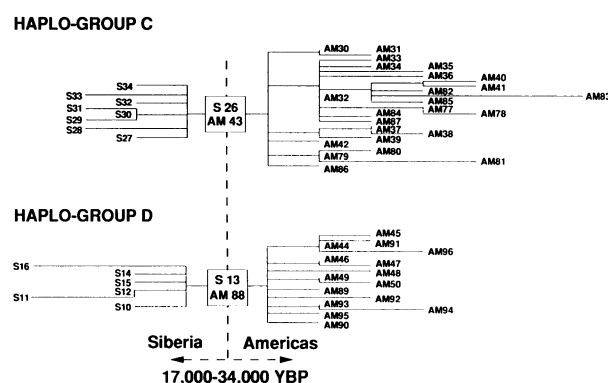 HAPLO-GROUP C
AM30 AM31
AM33
AM34 AM35
AM36
S34 AM40
AM41
S33 AM82 AM83
S32 S 26 AM32 AM85
S31 AM 43 AM77
S30 AM84 AM78
S29 AM87
S28 AM37
AM38
S27 AM39
AM42
AM80
AM79
AM81
AM86
HAPLO-GROUP D
AM45
AM91
AM44 AM96
S16 AM46 AM47
S14 S 13 AM48
S15 AM 88 AM49
AM50
S12 AM89
S11 AM92
S10 AM93 AM94
AM95
AM90
Siberia Americas
17,000-34,000 YBP